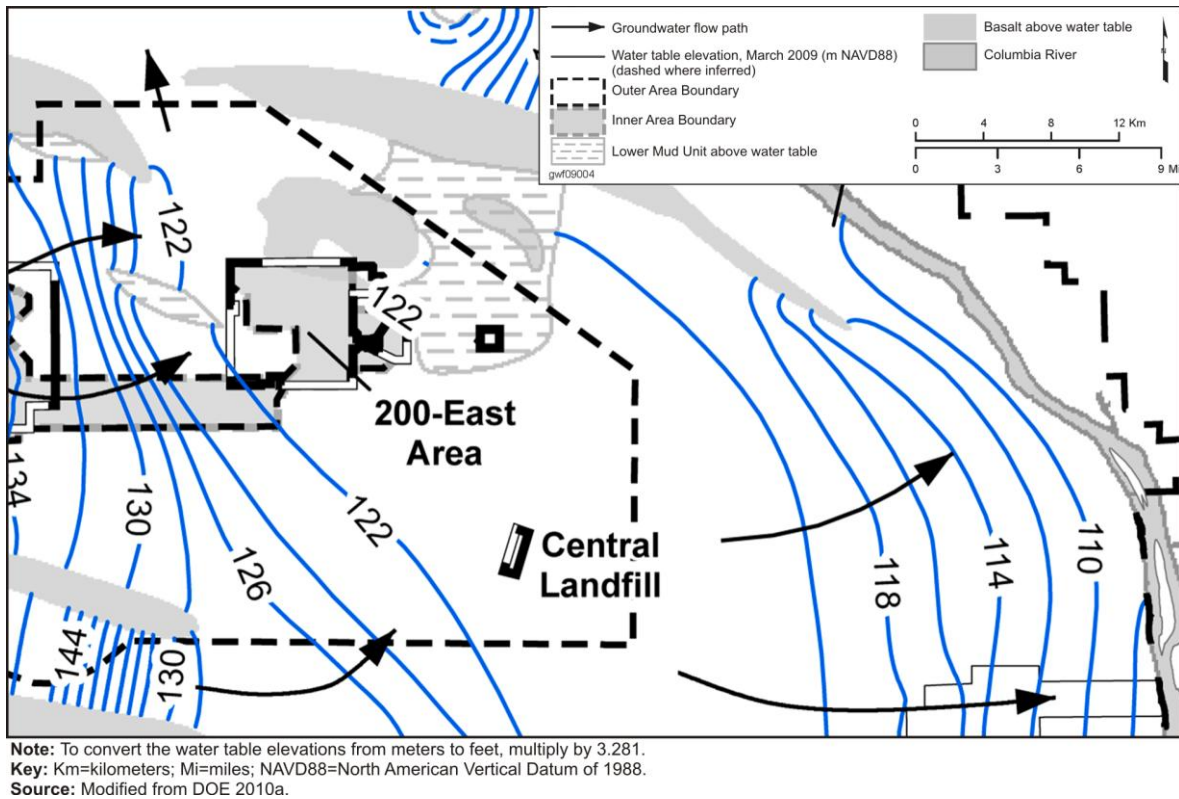 Groundwater flow path
Water table elevation, March 2009 (m NAVD88)
(dashed where inferred)
Outer Area Boundary
Inner Area Boundary
Lower Mud Unit above water table
gwf09004
Basalt above water table
Columbia River
N
0 4 8 12 Km
0 3 6 9 Mi
122
122
200-East
Area
134
130
126
122
Central
Landfill
118
114
110
144
130
Note: To convert the water table elevations from meters to feet, multiply by 3.281.
Key: Km=kilometers; Mi=miles; NAVD88=North American Vertical Datum of 1988.
Source: Modified from DOE 2010a.